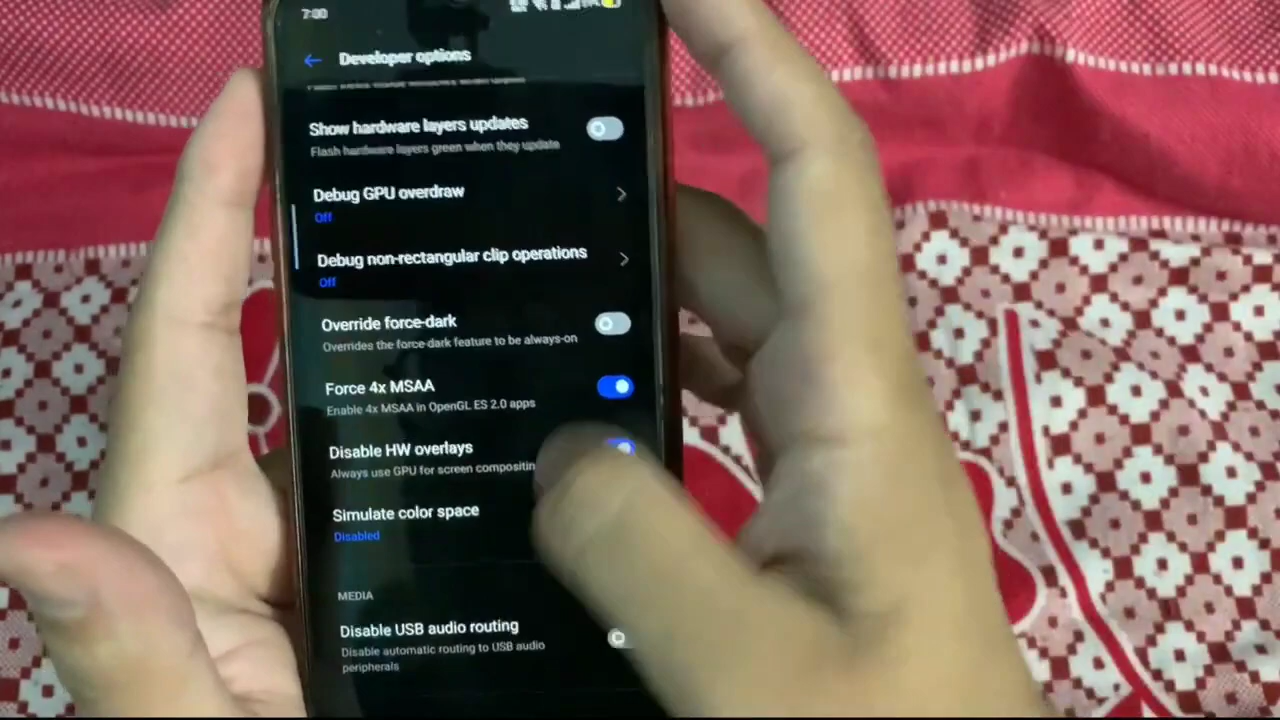 7:00
Developer options
Show hardware layers updates
Flash hardware layers green when they update
Debug GPU overdraw
Off
Debug non-rectangular clip operations
Off
Override force-dark
Overrides the force-dark feature to be always-on
Force 4x MSAA
Enable 4x MSAA in OpenGL ES 2.0 apps
Disable HW overlays
Always use GPU for screen compositin
Simulate color space
Disabled
MEDIA
Disable USB audio routing
Disable automatic routing to USB audio
peripherals